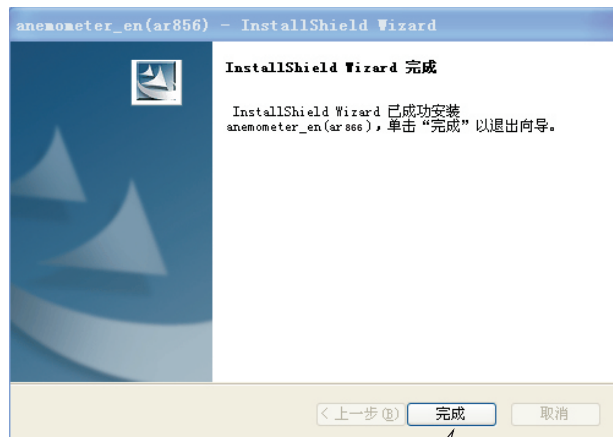 anemometer_en(ar856) - InstallShield Wizard
InstallShield Wizard 完成
InstallShield Wizard 已成功安装
anemometer_en(ar866), 单击“完成”以退出向导。
<上一步(B)
完成
取消